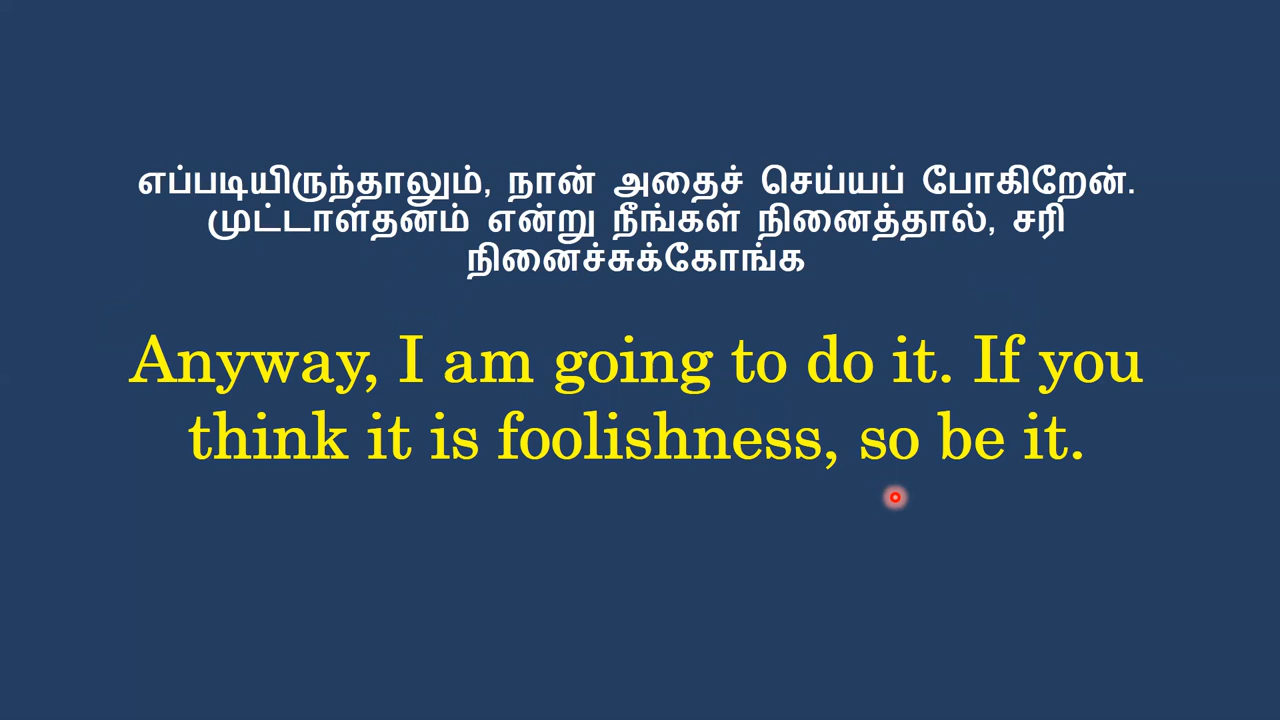 எப்படியிருந்தாலும், நான் அதைச் செய்யப் போகிறேன்.
முட்டாள்தனம் என்று நீங்கள் நினைத்தால், சரி
நினைச்சுக்கோங்க
Anyway, I am going to do it. If you
think it is foolishness, so be it.